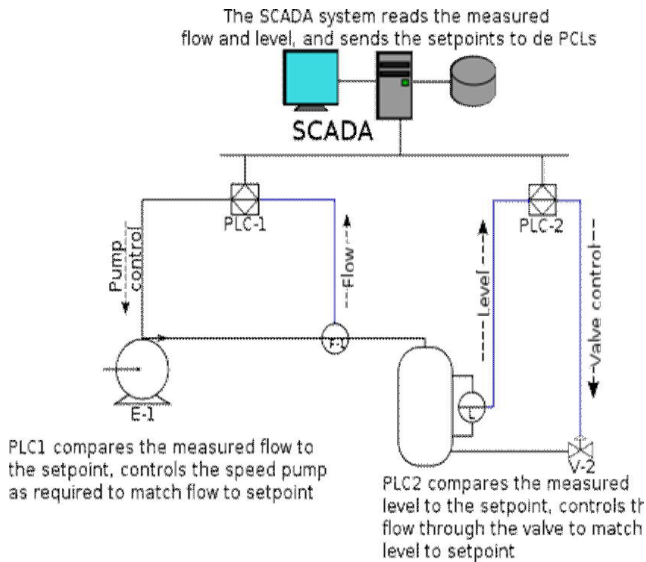 The SCADA system reads the measured
flow and level, and sends the setpoints to de PCLs
SCADA
PLC-1
PLC-2
Pump
control
Flow
Level
Valve control
F-1
L
E-1
V-2
PLC1 compares the measured flow to
the setpoint, controls the speed pump
as required to match flow to setpoint
PLC2 compares the measured
level to the setpoint, controls th
flow through the valve to match
level to setpoint